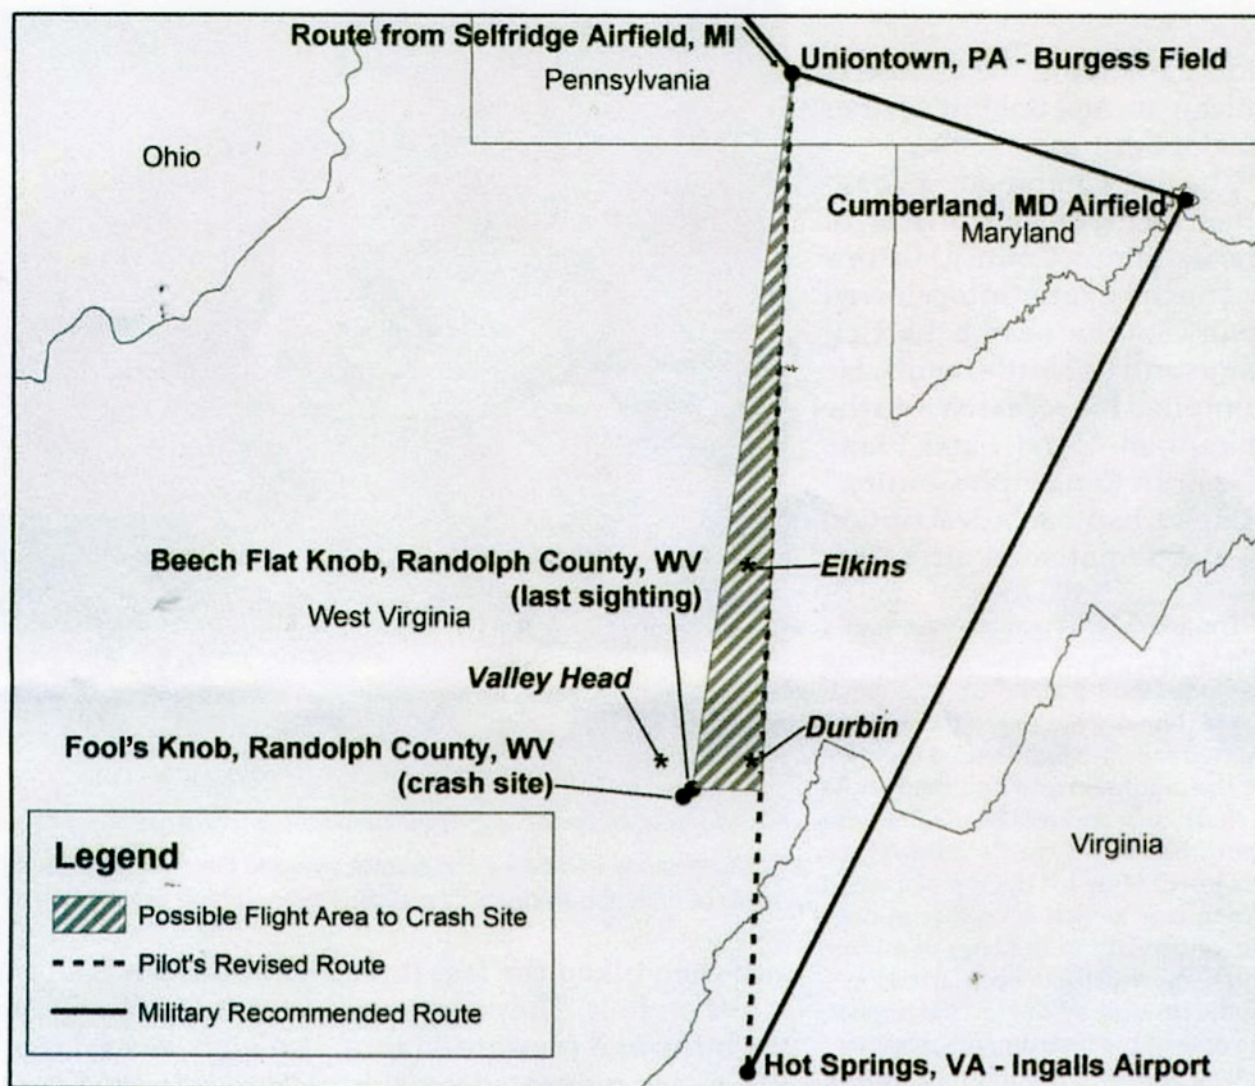 Route from Selfridge Airfield, MI
Uniontown, PA - Burgess Field
Pennsylvania
Ohio
Cumberland, MD Airfield
Maryland
Beech Flat Knob, Randolph County, WV
(last sighting)
*
Elkins
West Virginia
Valley Head
*
Durbin
*
Fool's Knob, Randolph County, WV
(crash site)
Virginia
Legend
Possible Flight Area to Crash Site
Pilot's Revised Route
Military Recommended Route
Hot Springs, VA - Ingalls Airport